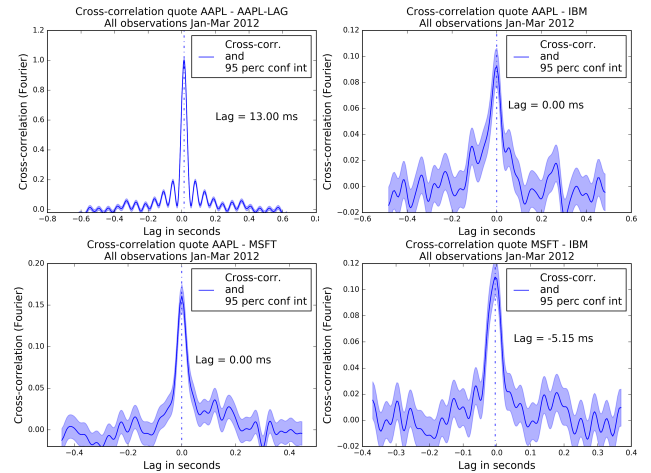 Cross-correlation quote AAPL - AAPL-LAG
All observations Jan-Mar 2012
Cross-correlation (Fourier)
1.2
1.0
0.8
0.6
0.4
0.2
0.0
Cross-corr.
and
95 perc conf int
Lag = 13.00 ms
−0.8 −0.6 −0.4 −0.2 0.0 0.2 0.4 0.6 0.8
Lag in seconds
Cross-correlation quote AAPL - IBM
All observations Jan-Mar 2012
Cross-correlation (Fourier)
0.12
0.10
0.08
0.06
0.04
0.02
0.00
−0.02
Cross-corr.
and
95 perc conf int
Lag = 0.00 ms
−0.6 −0.4 −0.2 0.0 0.2 0.4 0.6
Lag in seconds
Cross-correlation quote AAPL - MSFT
All observations Jan-Mar 2012
Cross-correlation (Fourier)
0.20
0.15
0.10
0.05
0.00
Cross-corr.
and
95 perc conf int
Lag = 0.00 ms
−0.4 −0.2 0.0 0.2 0.4
Lag in seconds
Cross-correlation quote MSFT - IBM
All observations Jan-Mar 2012
Cross-correlation (Fourier)
0.12
0.10
0.08
0.06
0.04
0.02
0.00
−0.02
Cross-corr.
and
95 perc conf int
Lag = -5.15 ms
−0.4 −0.3 −0.2 −0.1 0.0 0.1 0.2 0.3 0.4
Lag in seconds